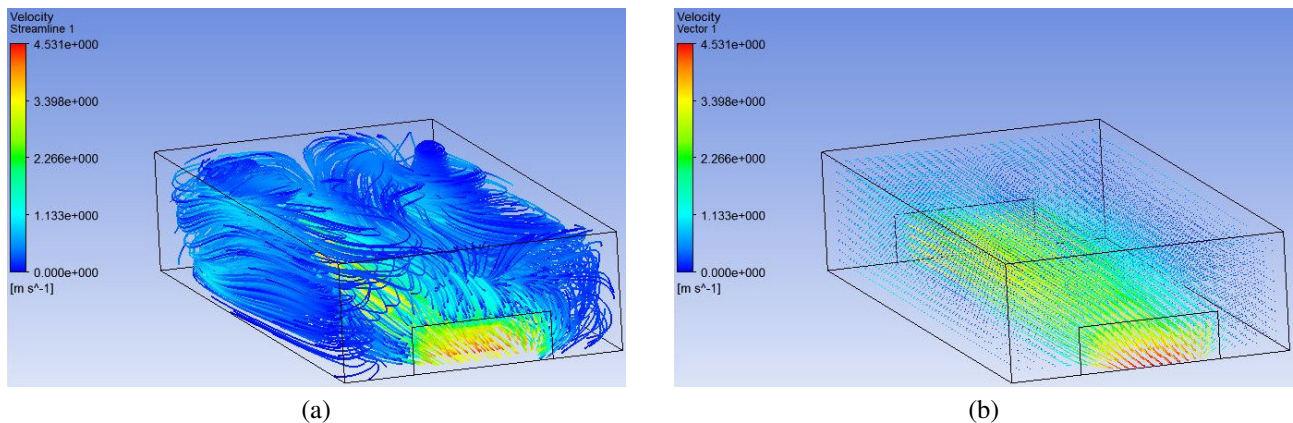 Velocity
Streamline 1
4.531e+000
3.398e+000
2.266e+000
1.133e+000
0.000e+000
[m s^-1]
(a)
Velocity
Vector 1
4.531e+000
3.398e+000
2.266e+000
1.133e+000
0.000e+000
[m s^-1]
(b)